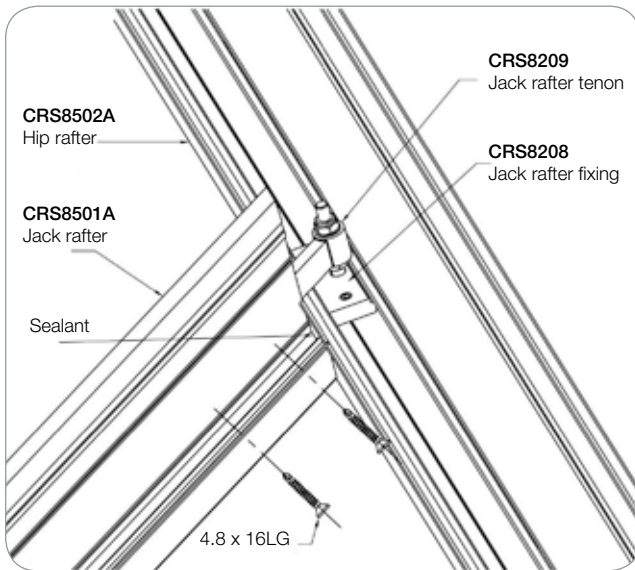 CRS8209
Jack rafter tenon
CRS8502A
Hip rafter
CRS8208
Jack rafter fixing
CRS8501A
Jack rafter
Sealant
4.8 x 16LG